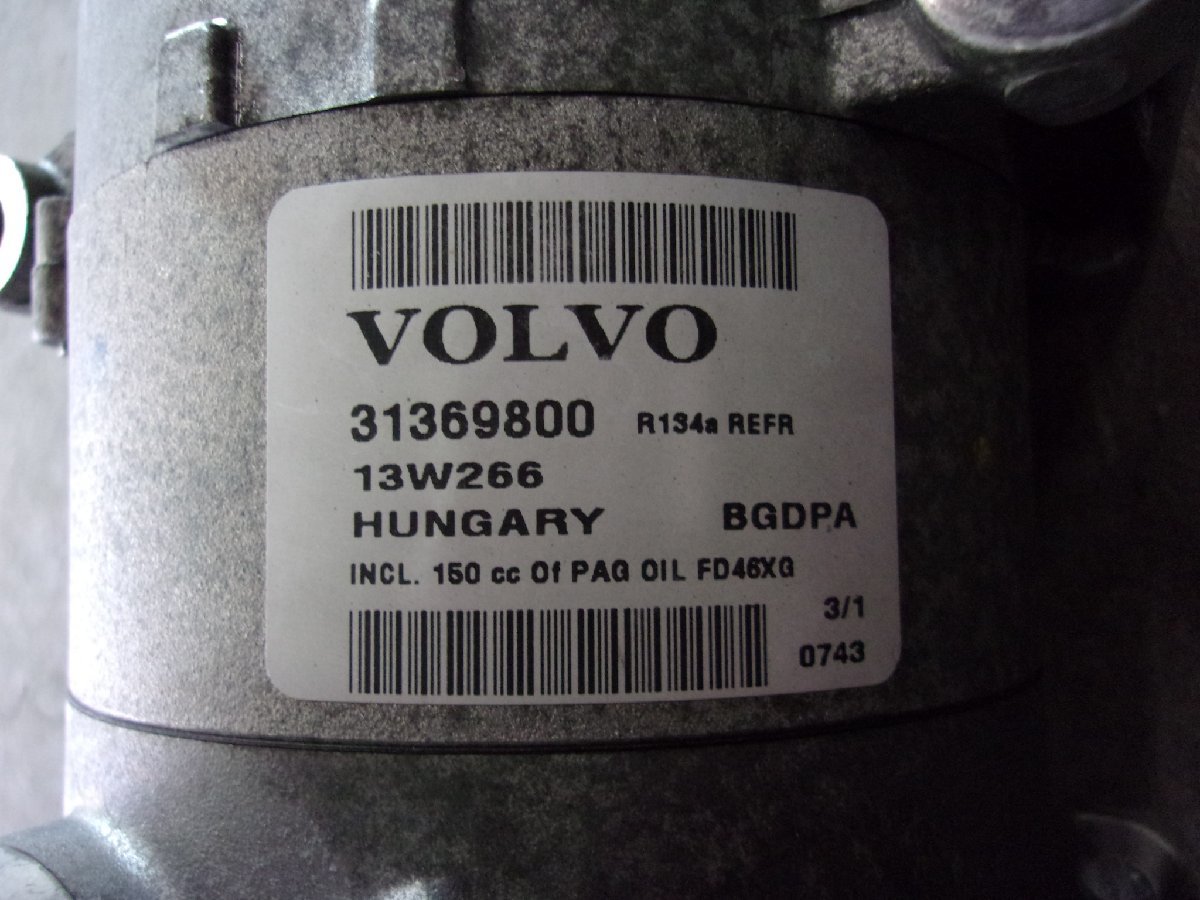 VOLVO
31369800 R134a REFR
13W266
HUNGARY BGDPA
INCL. 150 cc Of PAG OIL FD46XG
3/1
0743